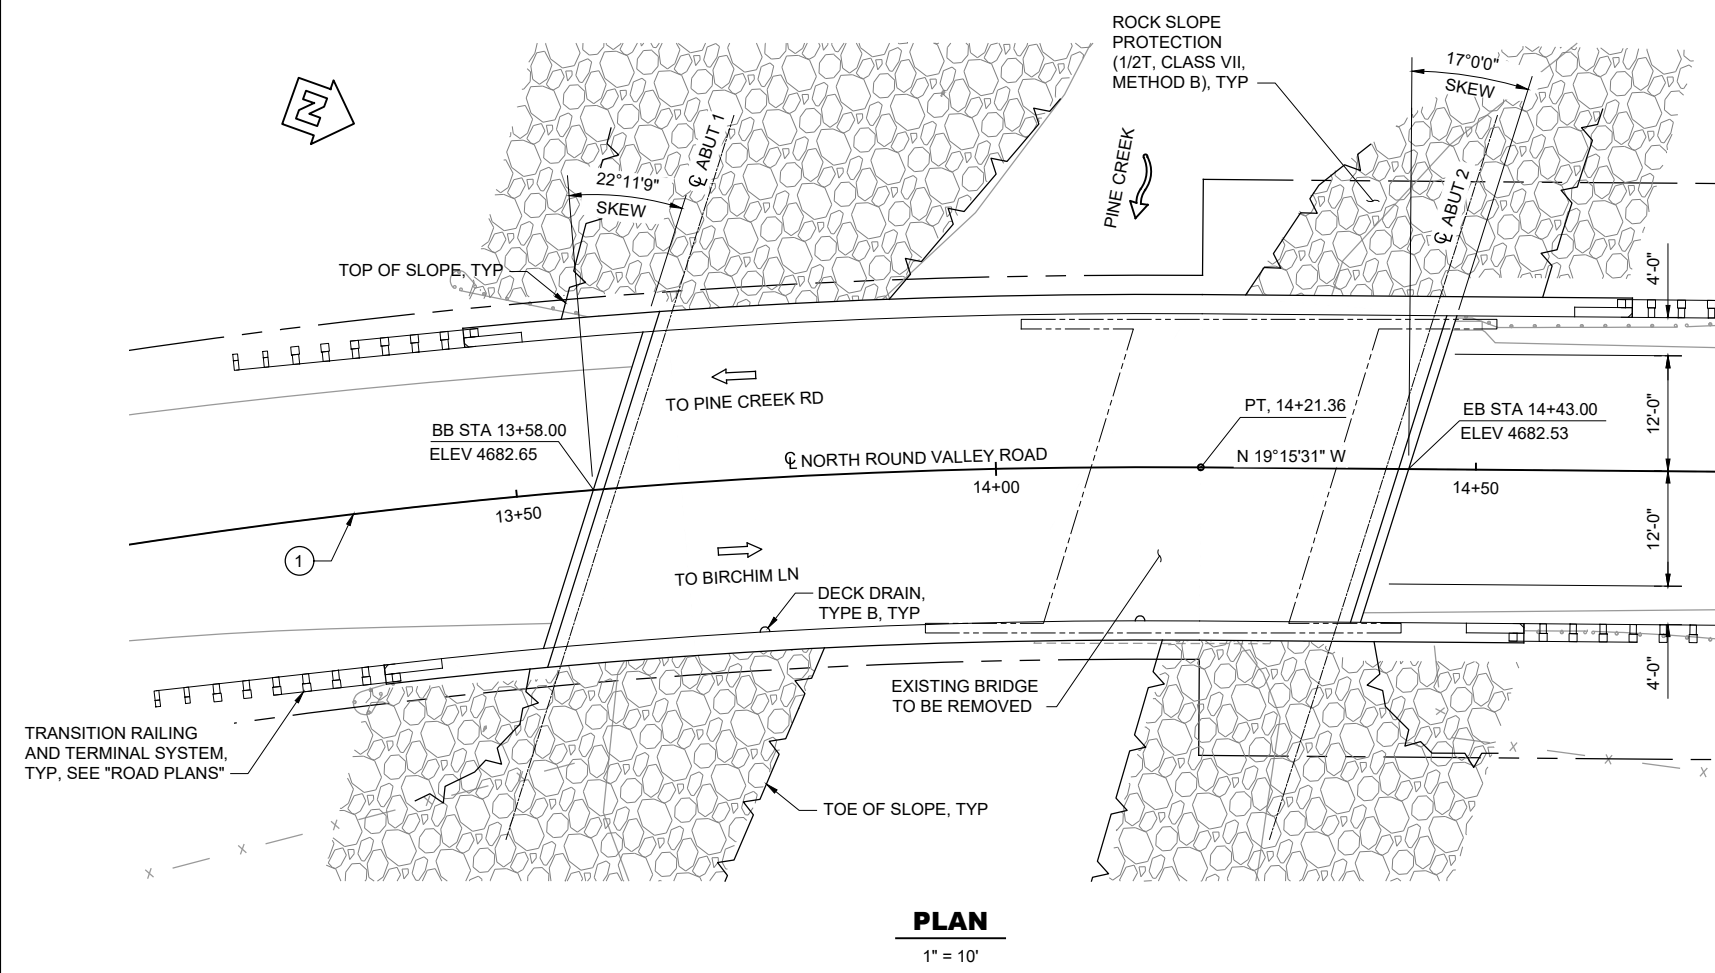 ROCK SLOPE
PROTECTION
(1/2T, CLASS VII,
METHOD B), TYP
17°0'0"
SKEW
N
℄ ABUT 1
PINE CREEK
22°11'9"
SKEW
℄ ABUT 2
TOP OF SLOPE, TYP
4'-0"
TO PINE CREEK RD
PT, 14+21.36
EB STA 14+43.00
ELEV 4682.53
12'-0"
BB STA 13+58.00
ELEV 4682.65
℄ NORTH ROUND VALLEY ROAD
N 19°15'31" W
14+00
14+50
13+50
12'-0"
1
TO BIRCHIM LN
DECK DRAIN,
TYPE B, TYP
4'-0"
EXISTING BRIDGE
TO BE REMOVED
TRANSITION RAILING
AND TERMINAL SYSTEM,
TYP, SEE "ROAD PLANS"
TOE OF SLOPE, TYP
x
x
x
x
x
x
x
x
PLAN
1" = 10'